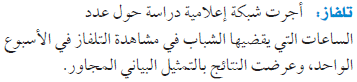 تلفاز: أجرت شبكة إعلامية دراسة حول عدد
الساعات التي يقضيها الشباب في مشاهدة التلفاز في الأسبوع
الواحد، وعرضت النتائج بالتمثيل البياني المجاور.